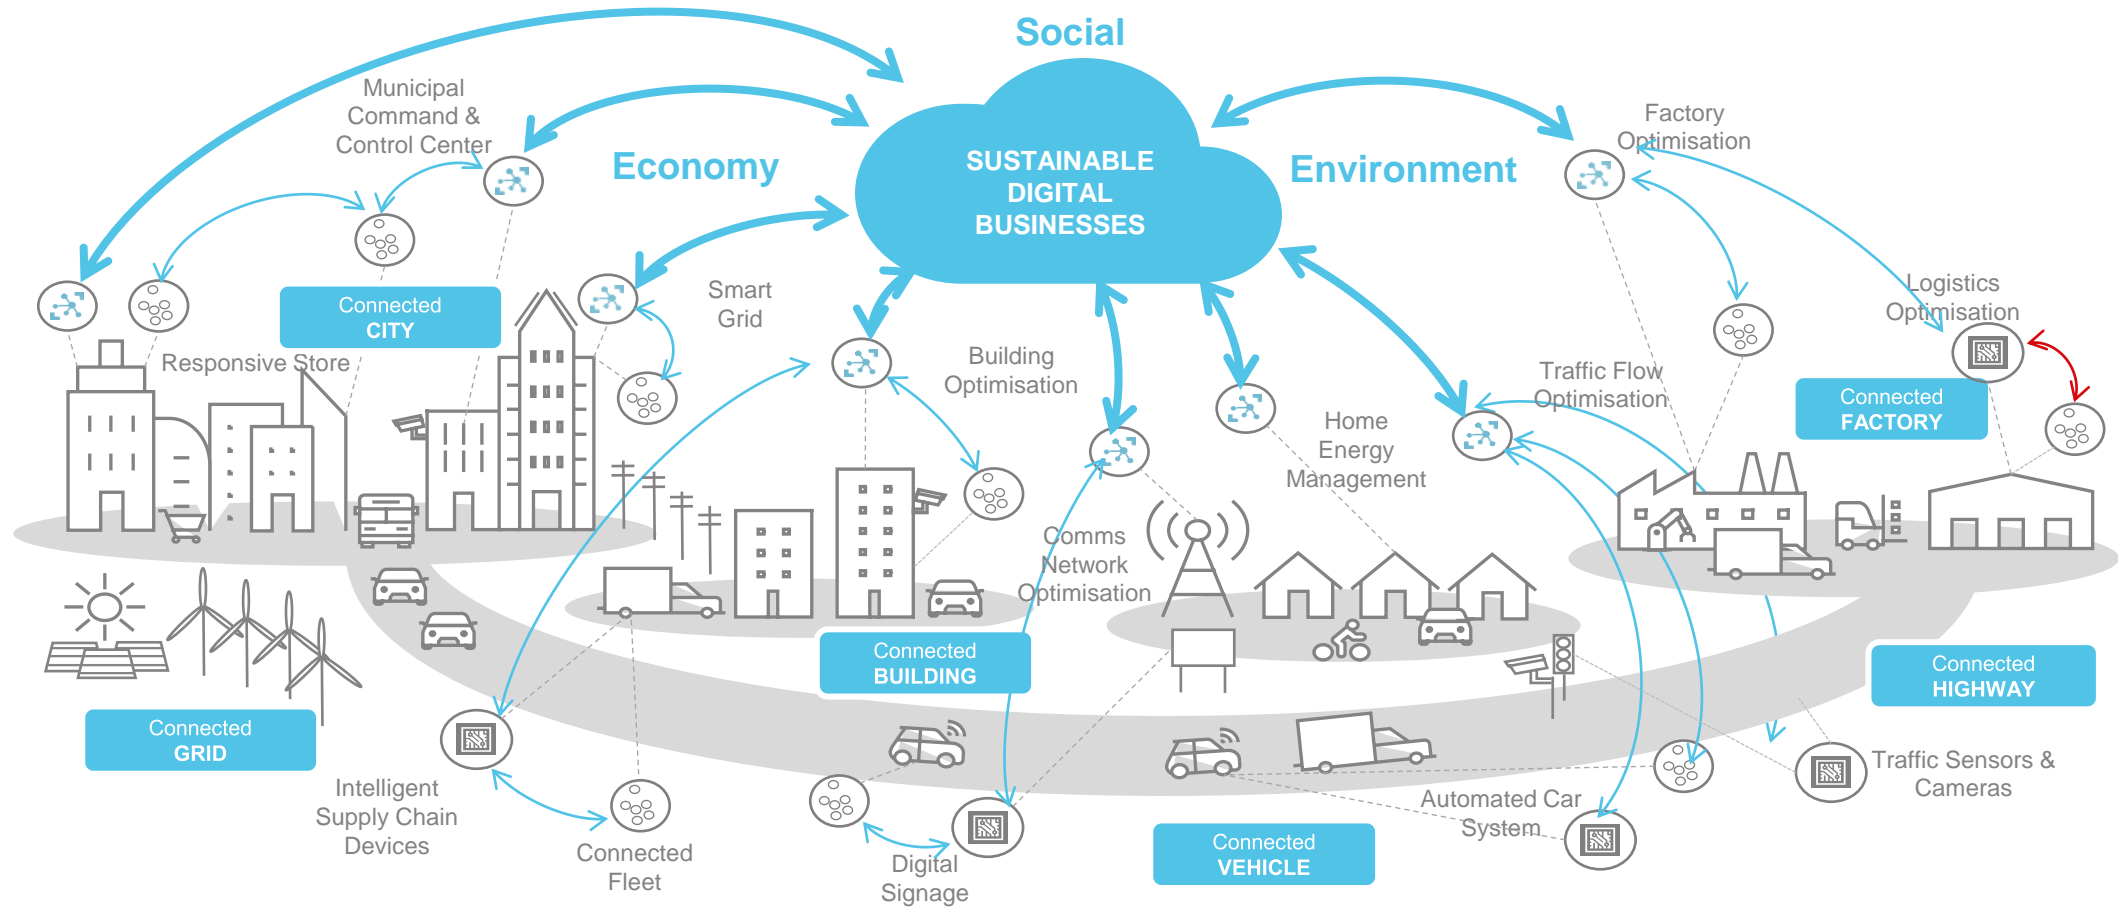 Social
Municipal
Command &
Control Center
Factory
Optimisation
Economy
SUSTAINABLE
DIGITAL
BUSINESSES
Environment
Smart
Grid
Logistics
Optimisation
Connected
CITY
Responsive Store
Building
Optimisation
Traffic Flow
Optimisation
Connected
FACTORY
Home
Energy
Management
Comms
Network
Optimisation
Connected
BUILDING
Connected
HIGHWAY
Connected
GRID
Traffic Sensors &
Cameras
Intelligent
Supply Chain
Devices
Automated Car
System
Connected
Fleet
Digital
Signage
Connected
VEHICLE